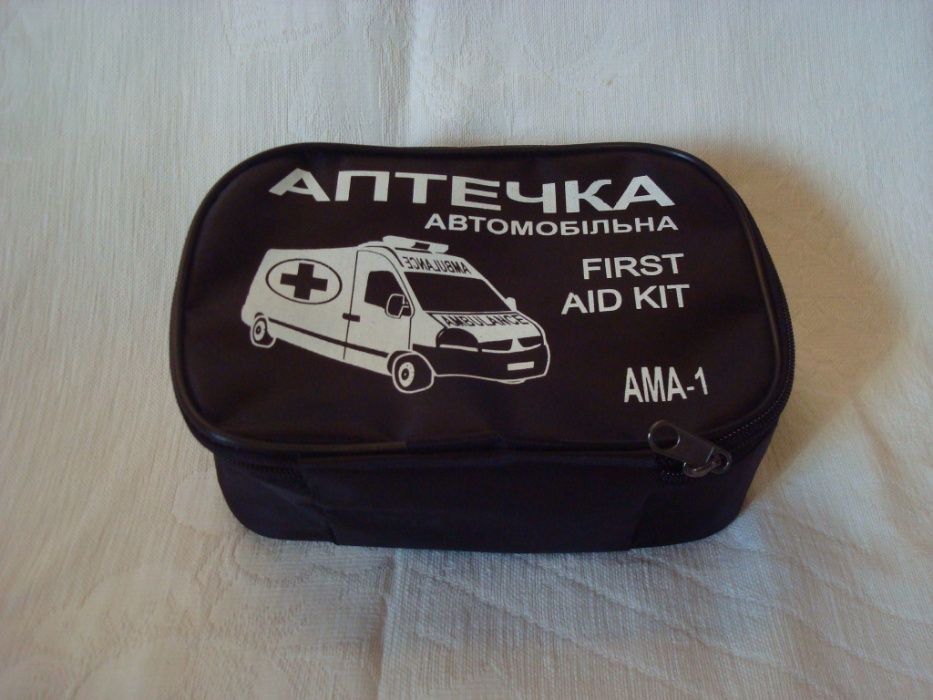 АПТЕЧКА
АВТОМОБІЛЬНА
FIRST
AID KIT
AMBULANCE
AMBULANCE
АМА-1